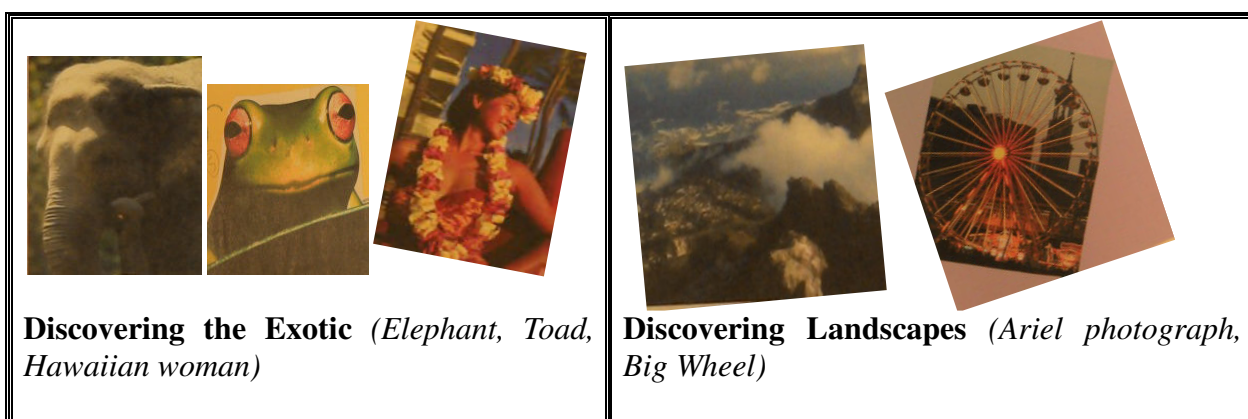 Discovering the Exotic (Elephant, Toad,
Hawaiian woman)
Discovering Landscapes (Ariel photograph,
Big Wheel)